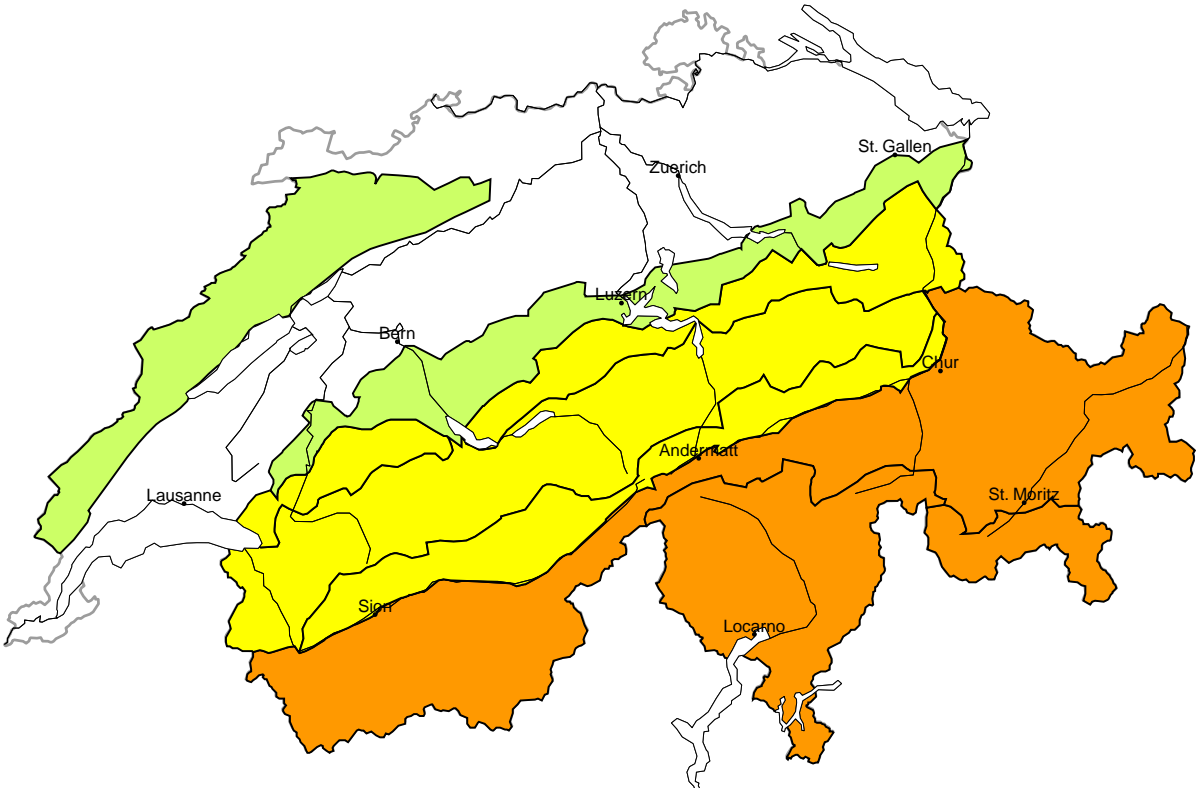 St. Gallen
Zuerich
Luzern
Bern
Chur
Andermatt
Lausanne
St. Moritz
Sion
Locarno